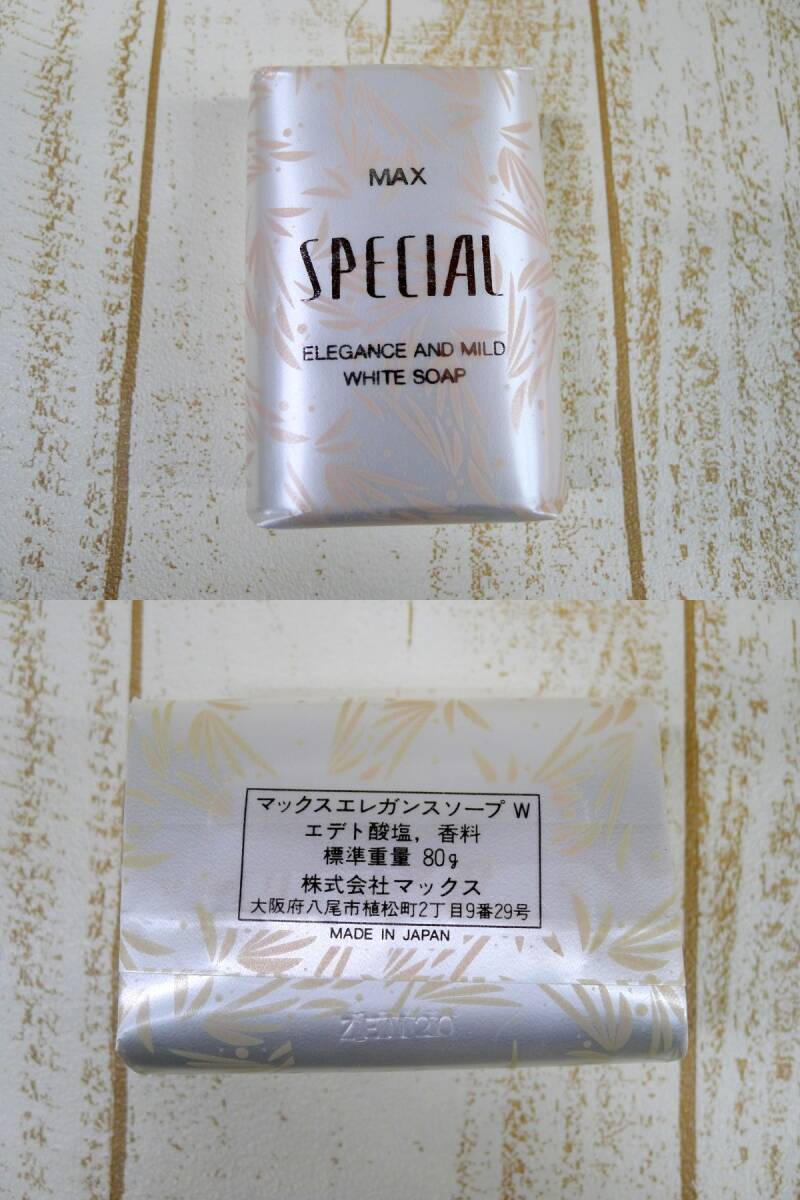 MAX
SPECIAL
ELEGANCE AND MILD
WHITE SOAP
マックスエレガンスソープ W
エデト酸塩，香料
標準重量 80g
株式会社マックス
大阪府八尾市植松町2丁目9番29号
MADE IN JAPAN